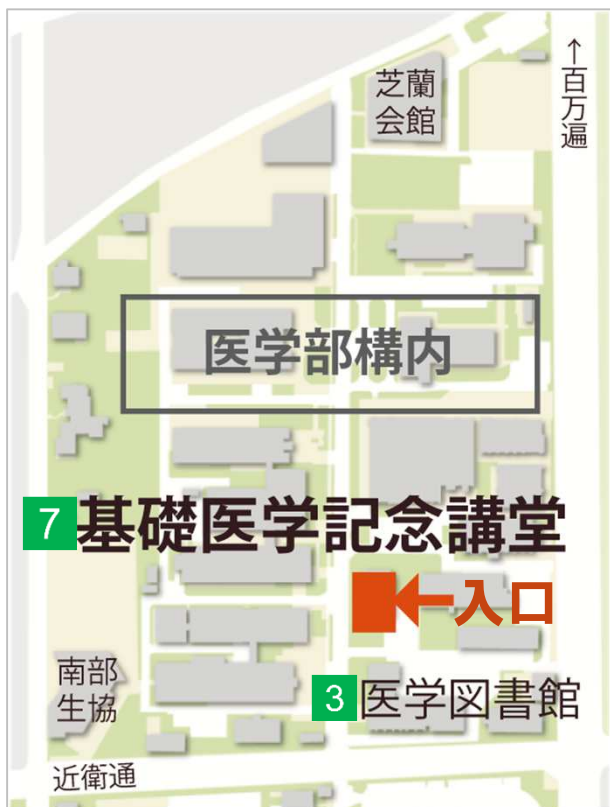 芝蘭
会館
↑百万遍
医学部構内
7 基礎医学記念講堂
←入口
3 医学図書館
南部
生協
近衛通